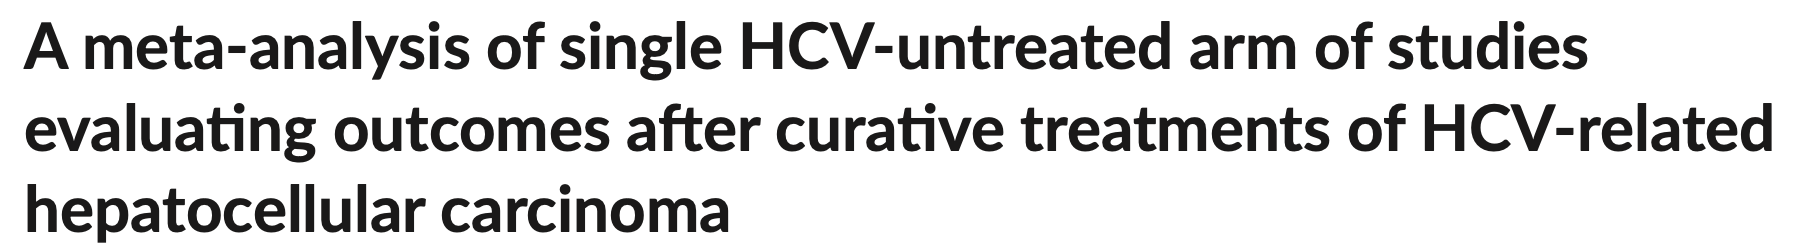 A meta-analysis of single HCV-untreated arm of studies
evaluating outcomes after curative treatments of HCV-related
hepatocellular carcinoma